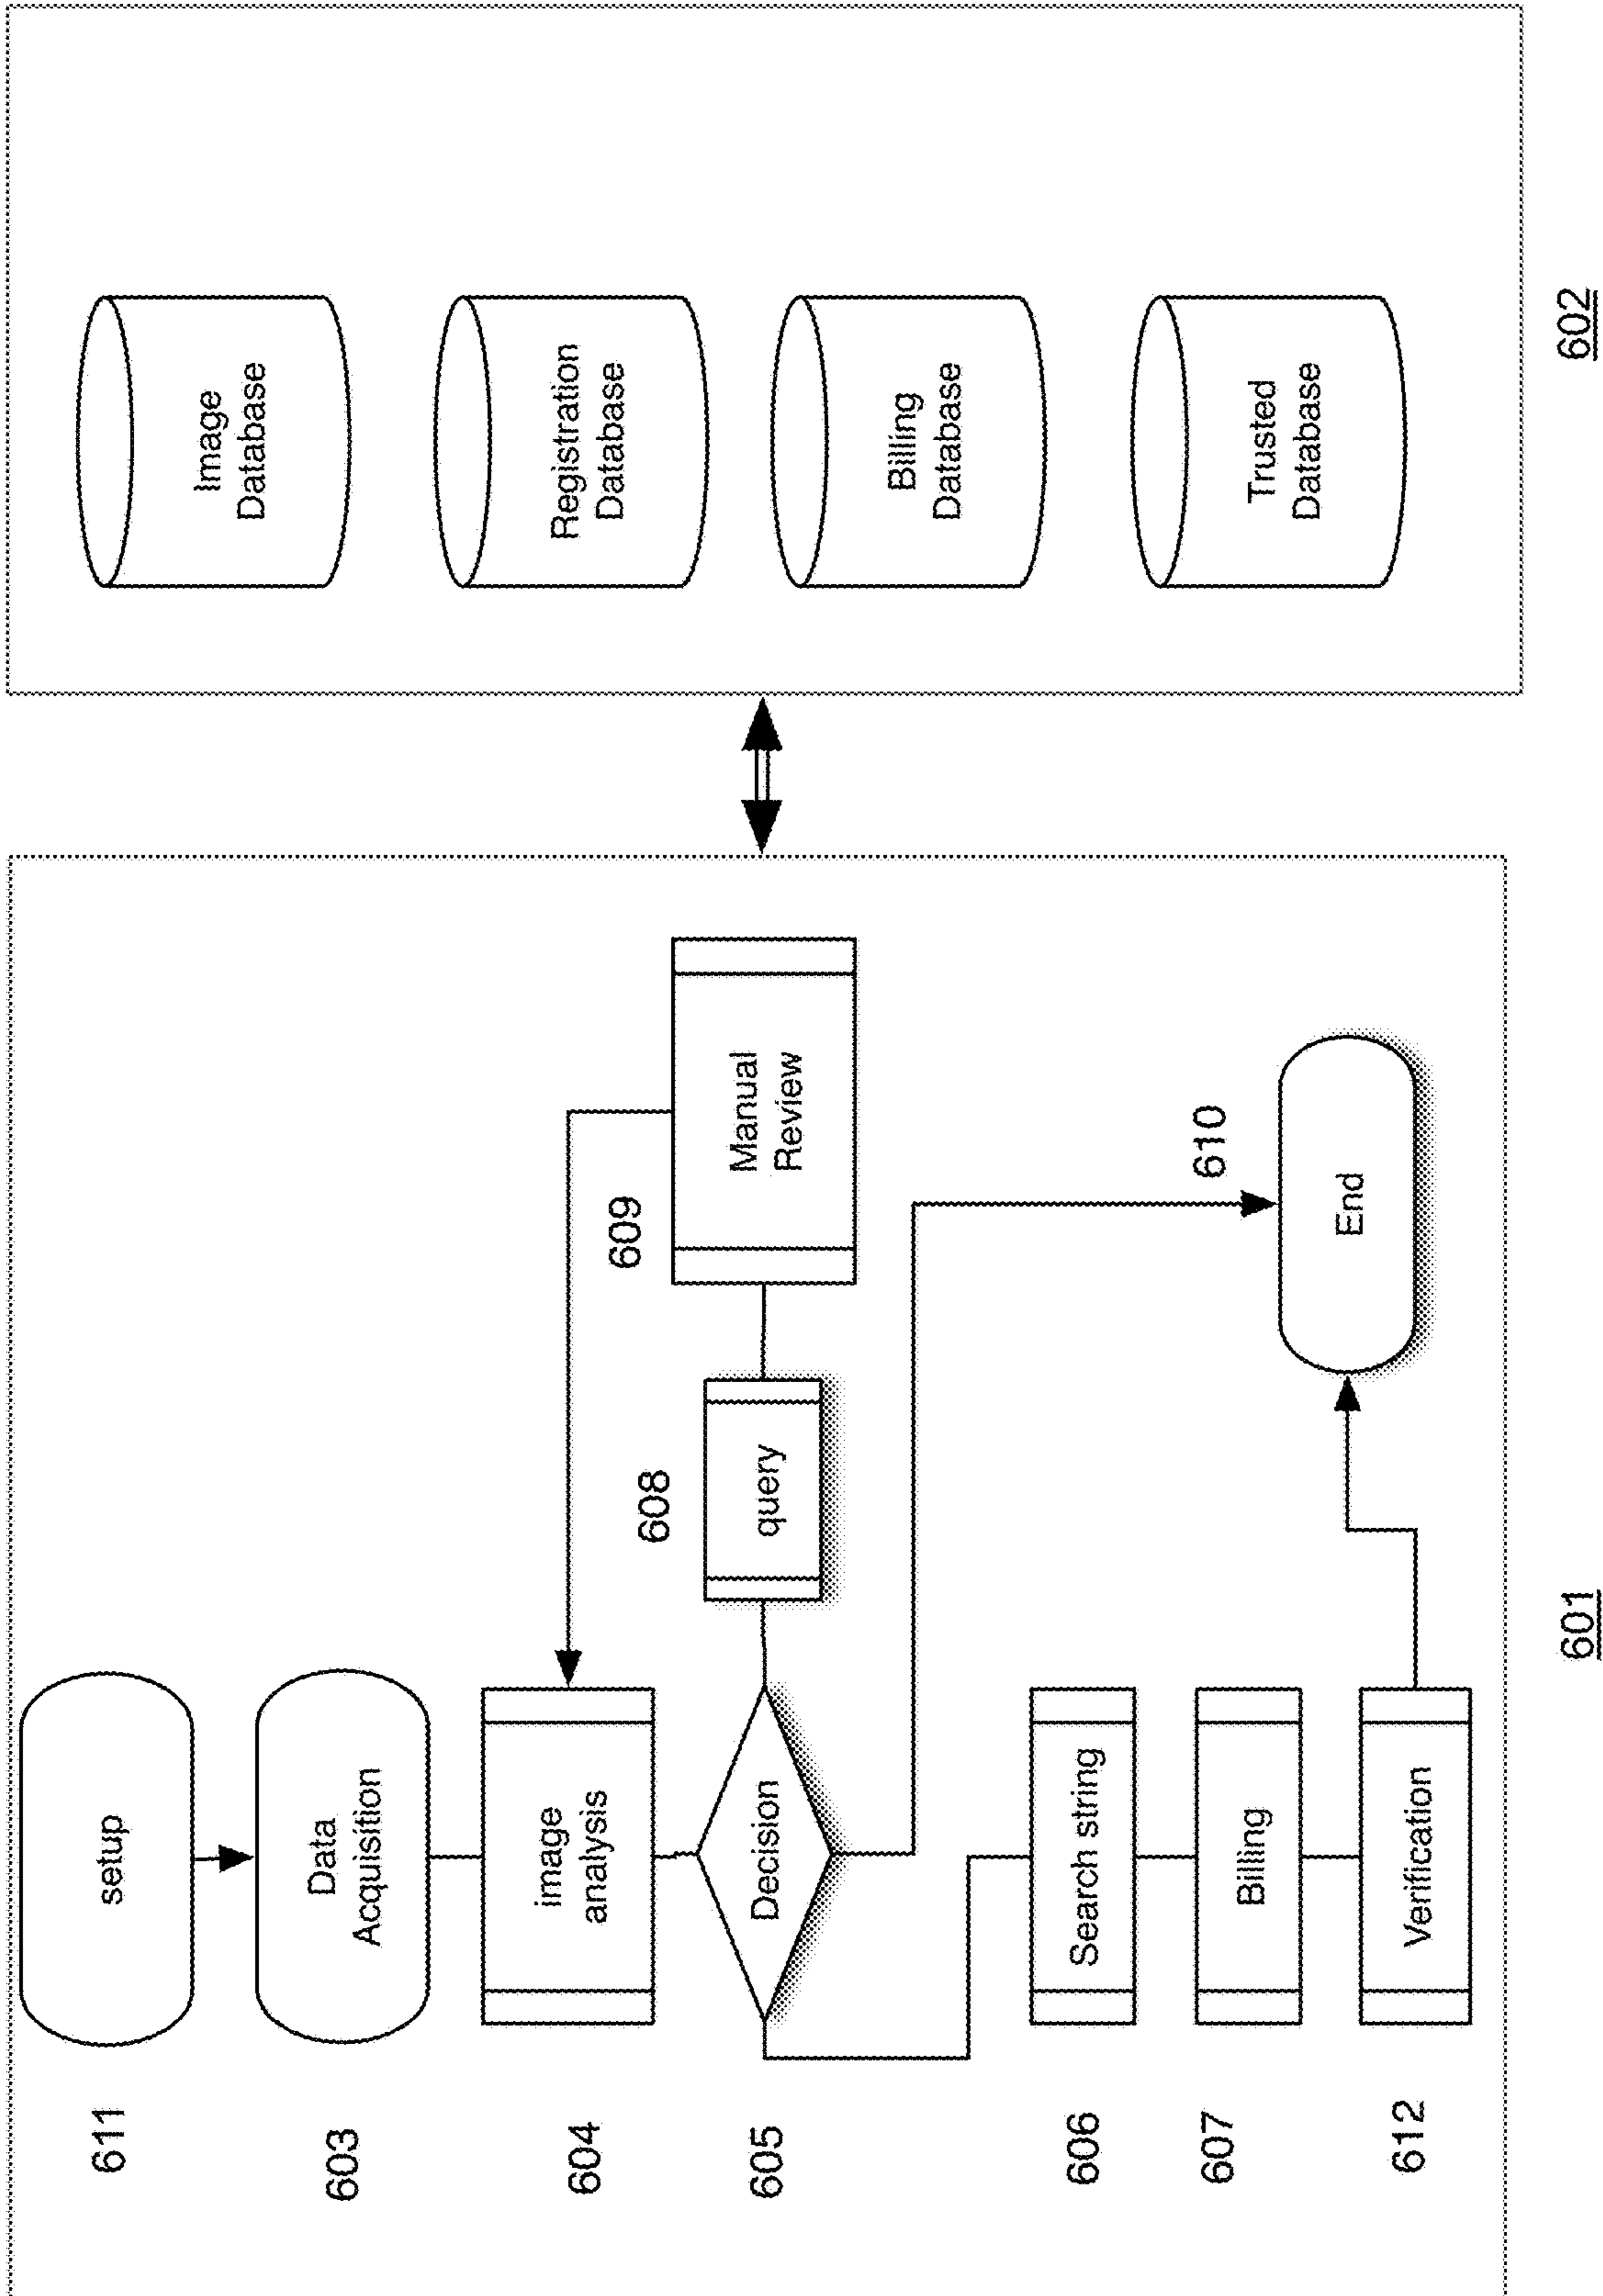 611
setup
603
Data
Acquisition
604
image
analysis
605
Decision
608
query
609
Manual
Review
606
Search string
607
Billing
612
Verification
610
End
601
Image
Database
Registration
Database
Billing
Database
Trusted
Database
602